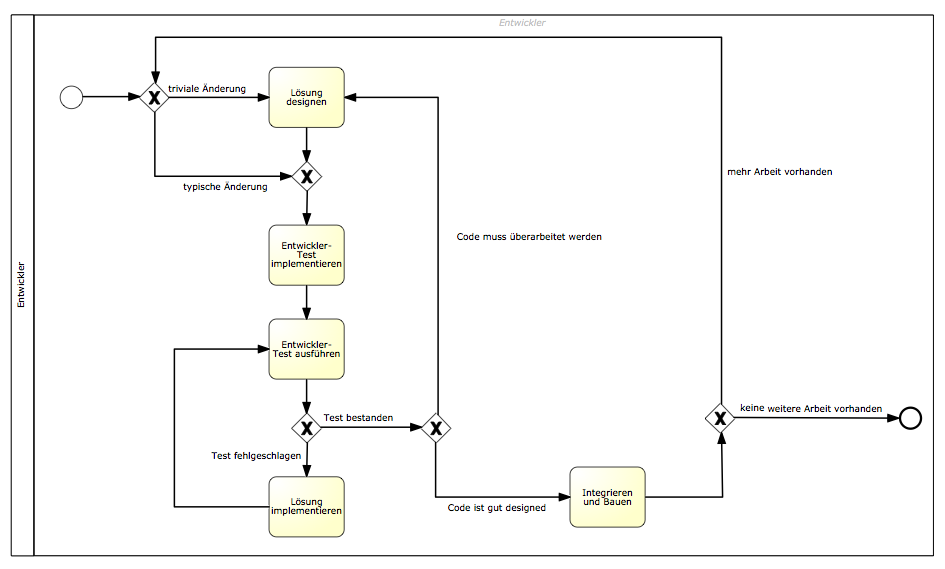 Entwickler
Entwickler
triviale Änderung
Lösung
designen
typische Änderung
mehr Arbeit vorhanden
Code muss überarbeitet werden
Entwickler-
Test
implementieren
Entwickler-
Test ausführen
Test bestanden
keine weitere Arbeit vorhanden
Test fehlgeschlagen
Lösung
implementieren
Integrieren
und Bauen
Code ist gut designed